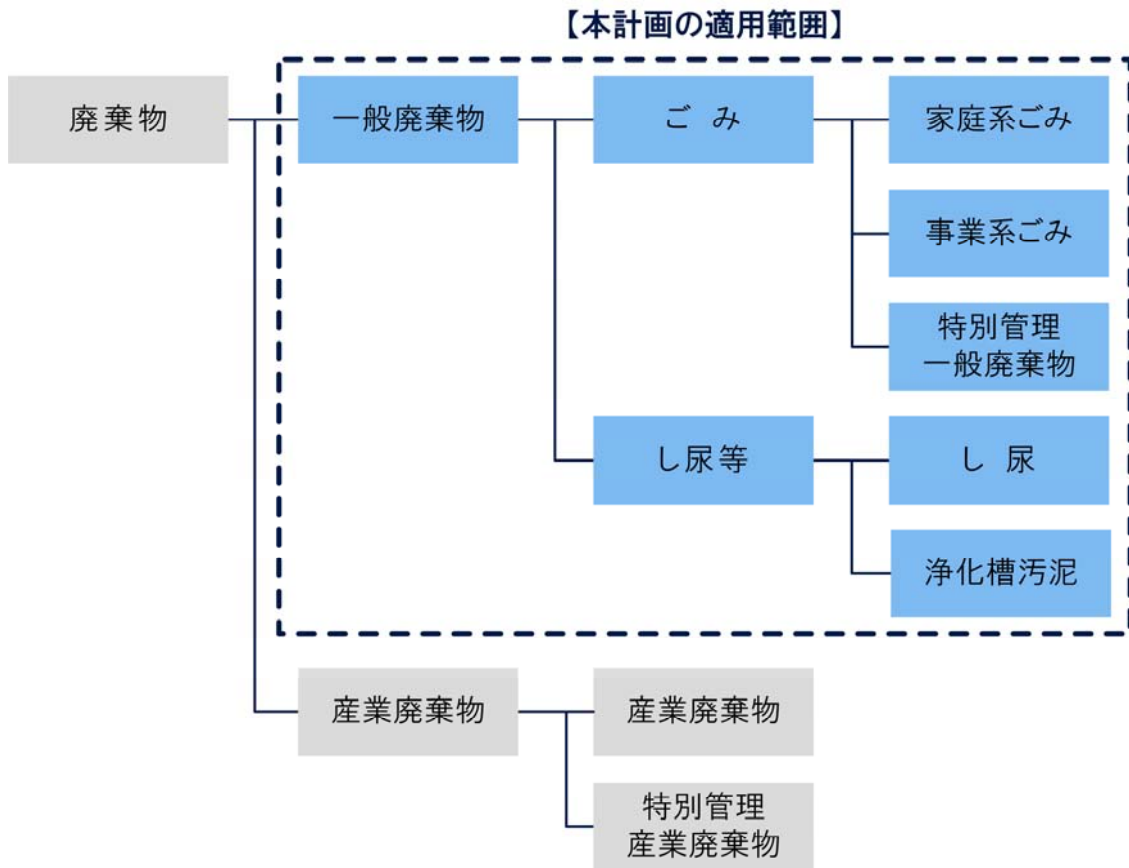 【本計画の適用範囲】
廃棄物
一般廃棄物
ごみ
家庭系ごみ
事業系ごみ
特別管理
一般廃棄物
し尿等
し尿
浄化槽汚泥
産業廃棄物
産業廃棄物
特別管理
産業廃棄物